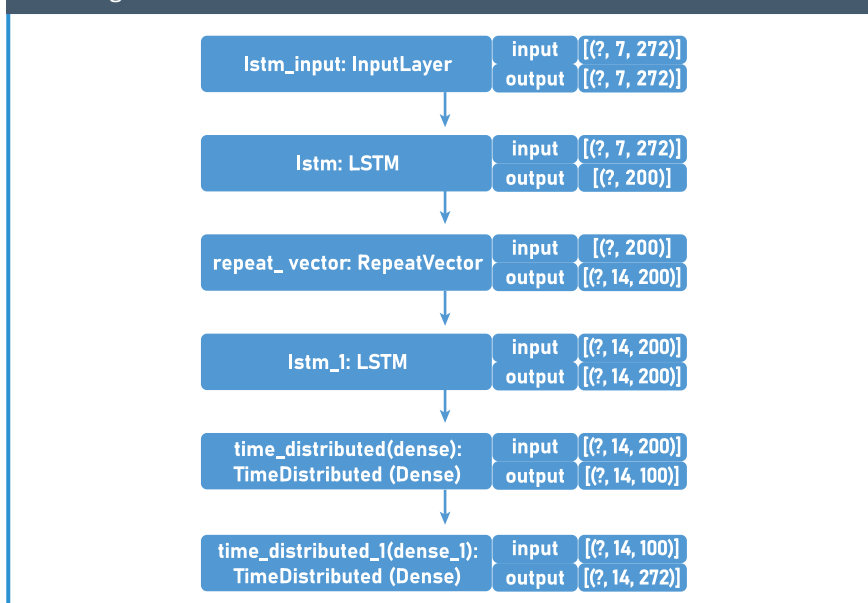 lstm_input: InputLayer
input [(?, 7, 272)]
output [(?, 7, 272)]
lstm: LSTM
input [(?, 7, 272)]
output [(?, 200)]
repeat_ vector: RepeatVector
input [(?, 200)]
output [(?, 14, 200)]
lstm_1: LSTM
input [(?, 14, 200)]
output [(?, 14, 200)]
time_distributed(dense):
TimeDistributed (Dense)
input [(?, 14, 200)]
output [(?, 14, 100)]
time_distributed_1(dense_1):
TimeDistributed (Dense)
input [(?, 14, 100)]
output [(?, 14, 272)]